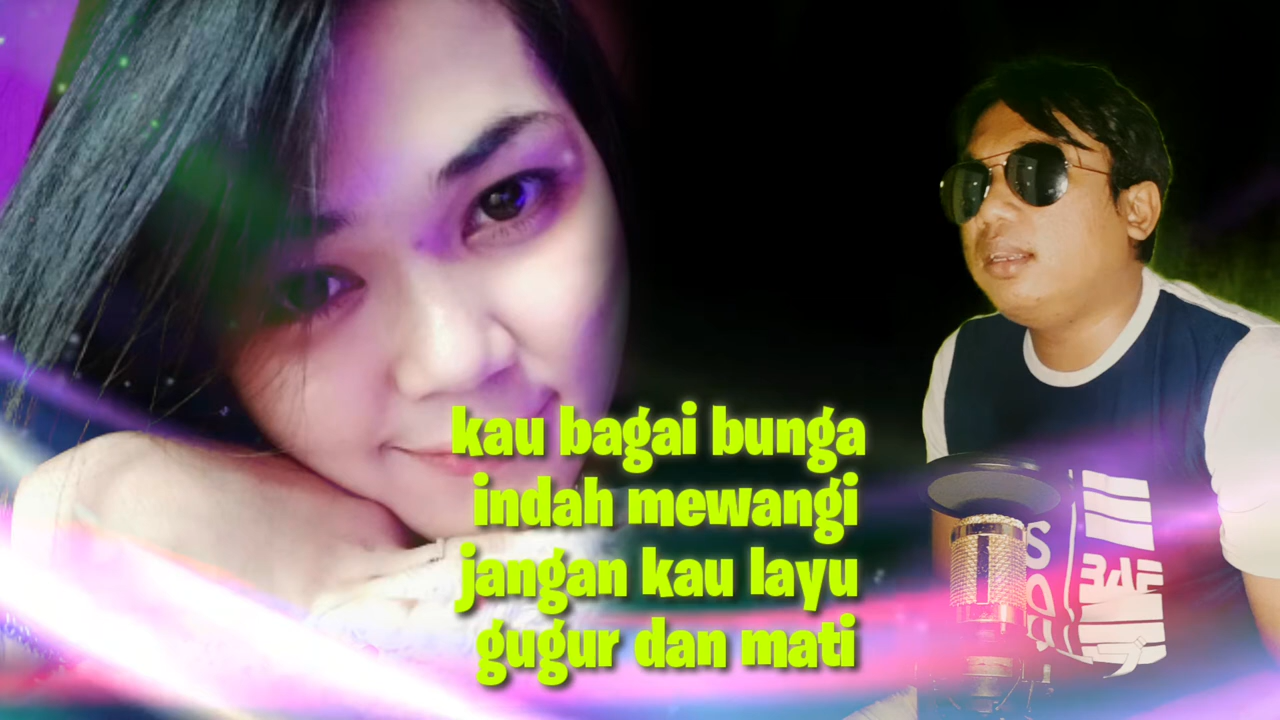 kau bagai bunga
indah mewangi
jangan kau layu
gugur dan mati